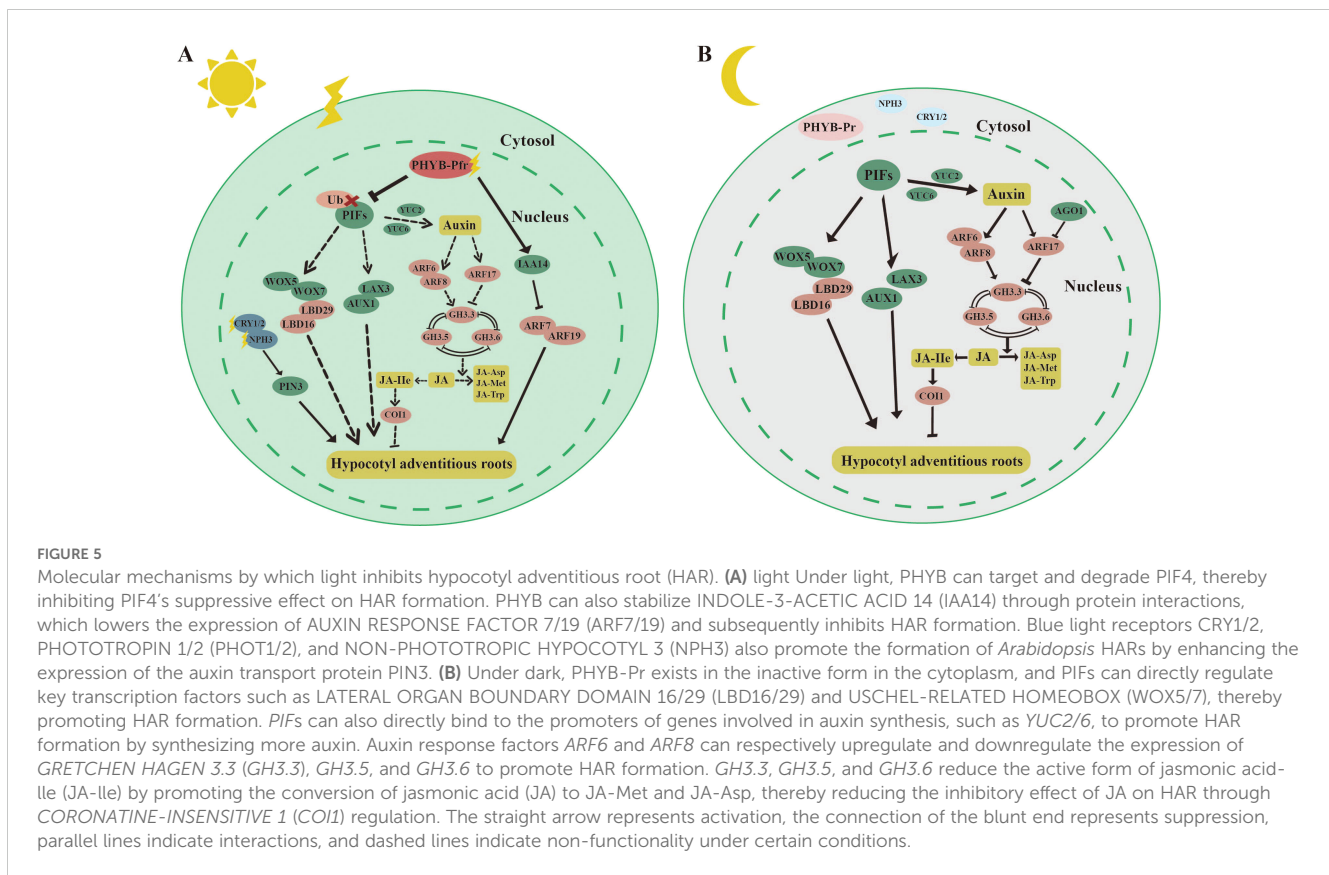 A
Cytosol
PHYB-Pfr
Ub
PIFs
YUC2
YUC6
Auxin
Nucleus
ARF6
ARF8
ARF17
IAA14
WOX5
WOX7
LBD29
LBD16
LAX3
AUX1
GH3.3
GH3.5
GH3.6
ARF7
ARF19
CRY1/2
NPH3
PIN3
JA-IIe
JA
JA-Asp
JA-Met
JA-Trp
COI1
Hypocotyl adventitious roots
B
NPH3
CRY1/2
PHYB-Pr
Cytosol
PIFs
YUC2
YUC6
Auxin
AGO1
ARF6
ARF8
ARF17
WOX5
WOX7
LBD29
LBD16
LAX3
AUX1
Nucleus
GH3.3
GH3.5
GH3.6
JA-IIe
JA
JA-Asp
JA-Met
JA-Trp
COI1
Hypocotyl adventitious roots
FIGURE 5
Molecular mechanisms by which light inhibits hypocotyl adventitious root (HAR). (A) light Under light, PHYB can target and degrade PIF4, thereby
inhibiting PIF4's suppressive effect on HAR formation. PHYB can also stabilize INDOLE-3-ACETIC ACID 14 (IAA14) through protein interactions,
which lowers the expression of AUXIN RESPONSE FACTOR 7/19 (ARF7/19) and subsequently inhibits HAR formation. Blue light receptors CRY1/2,
PHOTOTROPIN 1/2 (PHOT1/2), and NON-PHOTOTROPIC HYPOCOTYL 3 (NPH3) also promote the formation of Arabidopsis HARs by enhancing the
expression of the auxin transport protein PIN3. (B) Under dark, PHYB-Pr exists in the inactive form in the cytoplasm, and PIFs can directly regulate
key transcription factors such as LATERAL ORGAN BOUNDARY DOMAIN 16/29 (LBD16/29) and USCHEL-RELATED HOMEOBOX (WOX5/7), thereby
promoting HAR formation. PIFs can also directly bind to the promoters of genes involved in auxin synthesis, such as YUC2/6, to promote HAR
formation by synthesizing more auxin. Auxin response factors ARF6 and ARF8 can respectively upregulate and downregulate the expression of
GRETCHEN HAGEN 3.3 (GH3.3), GH3.5, and GH3.6 to promote HAR formation. GH3.3, GH3.5, and GH3.6 reduce the active form of jasmonic acid-
lle (JA-lle) by promoting the conversion of jasmonic acid (JA) to JA-Met and JA-Asp, thereby reducing the inhibitory effect of JA on HAR through
CORONATINE-INSENSITIVE 1 (COI1) regulation. The straight arrow represents activation, the connection of the blunt end represents suppression,
parallel lines indicate interactions, and dashed lines indicate non-functionality under certain conditions.